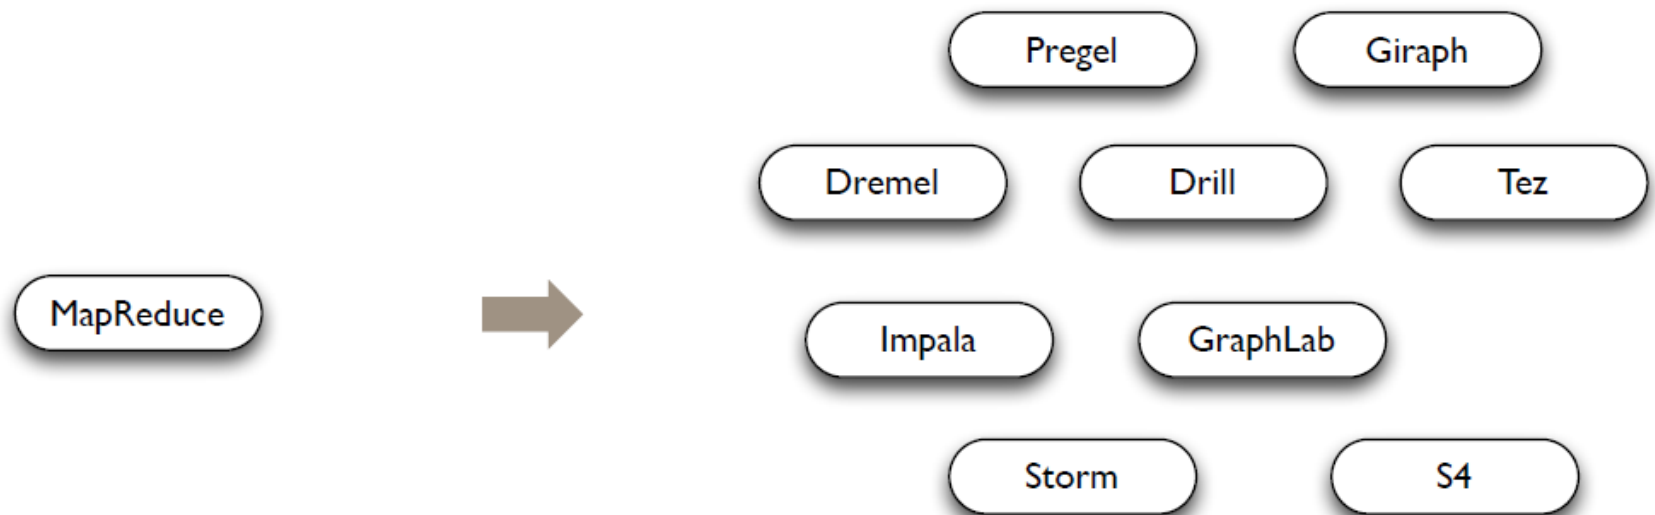 Pregel
Giraph
Dremel
Drill
Tez
MapReduce
Impala
GraphLab
Storm
S4